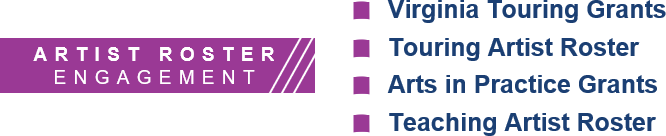 ARTIST ROSTER
ENGAGEMENT
Virginia Touring Grants
Touring Artist Roster
Arts in Practice Grants
Teaching Artist Roster